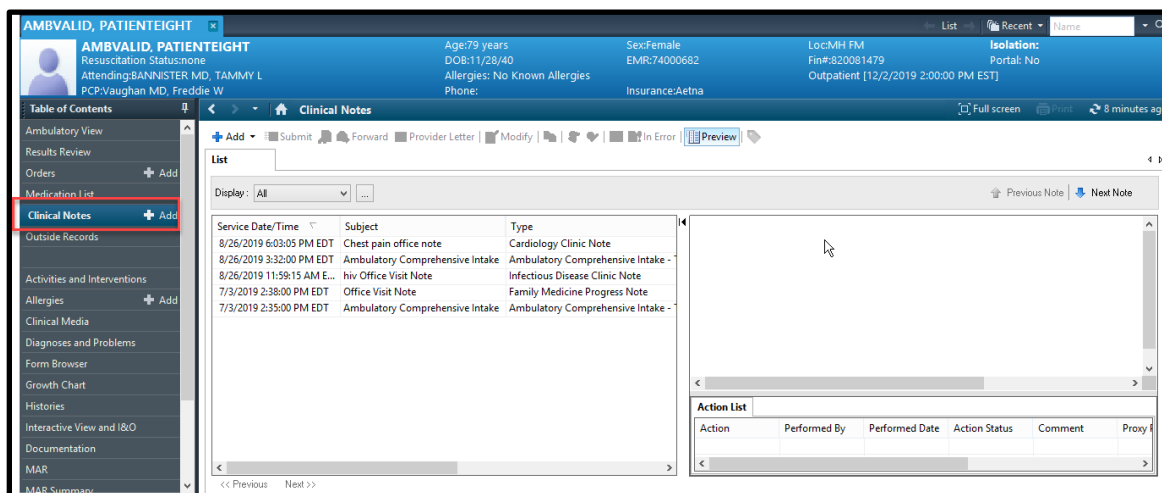 AMBVALID, PATIENTEIGHT
List Recent Name
AMBVALID, PATIENTEIGHT Age:79 years Sex:Female Loc:MH FM Isolation:
Resuscitation Status:none DOB:11/28/40 EMR:74000682 Fin#:820081479 Portal: No
Attending:BANNISTER MD, TAMMY L Allergies: No Known Allergies Outpatient [12/2/2019 2:00:00 PM EST]
PCP:Vaughan MD, Freddie W Phone: Insurance:Aetna
Table of Contents
Clinical Notes Full screen Print 8 minutes ag
Ambulatory View
Results Review
Orders Add
Medication List
Clinical Notes Add
Outside Records
Activities and Interventions
Allergies Add
Clinical Media
Diagnoses and Problems
Form Browser
Growth Chart
Histories
Interactive View and I&O
Documentation
MAR
MAR Summary
Add Submit Forward Provider Letter Modify In Error Preview
List
Display : All ... Previous Note Next Note
Service Date/Time Subject Type
8/26/2019 6:03:05 PM EDT Chest pain office note Cardiology Clinic Note
8/26/2019 3:32:00 PM EDT Ambulatory Comprehensive Intake Ambulatory Comprehensive Intake - T
8/26/2019 11:59:15 AM E... hiv Office Visit Note Infectious Disease Clinic Note
7/3/2019 2:38:00 PM EDT Office Visit Note Family Medicine Progress Note
7/3/2019 2:35:00 PM EDT Ambulatory Comprehensive Intake Ambulatory Comprehensive Intake - T
<< Previous Next >>
Action List
Action Performed By Performed Date Action Status Comment Proxy P